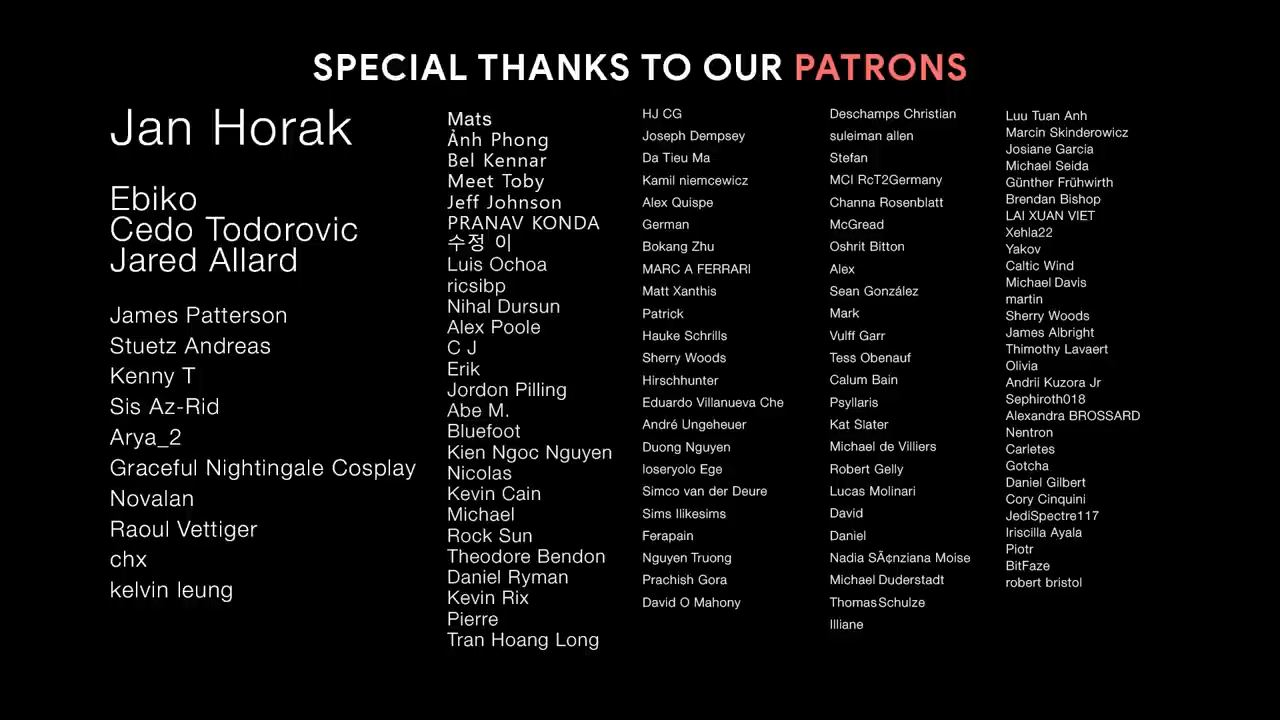 SPECIAL THANKS TO OUR PATRONS
Jan Horak
Ebiko
Cedo Todorovic
Jared Allard
James Patterson
Stuetz Andreas
Kenny T
Sis Az-Rid
Arya_2
Graceful Nightingale Cosplay
Novalan
Raoul Vettiger
chx
kelvin leung
Mats
Ảnh Phong
Bel Kennar
Meet Toby
Jeff Johnson
PRANAV KONDA
수정 이
Luis Ochoa
ricsibp
Nihal Dursun
Alex Poole
C J
Erik
Jordon Pilling
Abe M.
Bluefoot
Kien Ngoc Nguyen
Nicolas
Kevin Cain
Michael
Rock Sun
Theodore Bendon
Daniel Ryman
Kevin Rix
Pierre
Tran Hoang Long
HJ CG
Joseph Dempsey
Da Tieu Ma
Kamil niemcewicz
Alex Quispe
German
Bokang Zhu
MARC A FERRARI
Matt Xanthis
Patrick
Hauke Schrills
Sherry Woods
Hirschhunter
Eduardo Villanueva Che
André Ungeheuer
Duong Nguyen
loseryolo Ege
Simco van der Deure
Sims Ilikesims
Ferapain
Nguyen Truong
Prachish Gora
David O Mahony
Deschamps Christian
suleiman allen
Stefan
MCI RcT2Germany
Channa Rosenblatt
McGread
Oshrit Bitton
Alex
Sean González
Mark
Vulff Garr
Tess Obenauf
Calum Bain
Psyllaris
Kat Slater
Michael de Villiers
Robert Gelly
Lucas Molinari
David
Daniel
Nadia SÃ¢nziana Moise
Michael Duderstadt
Thomas Schulze
Illiane
Luu Tuan Anh
Marcin Skinderowicz
Josiane Garcia
Michael Seida
Günther Frühwirth
Brendan Bishop
LAI XUAN VIET
Xehla22
Yakov
Caltic Wind
Michael Davis
martin
Sherry Woods
James Albright
Thimothy Lavaert
Olivia
Andrii Kuzora Jr
Sephiroth018
Alexandra BROSSARD
Nentron
Carletes
Gotcha
Daniel Gilbert
Cory Cinquini
JediSpectre117
Iriscilla Ayala
Piotr
BitFaze
robert bristol